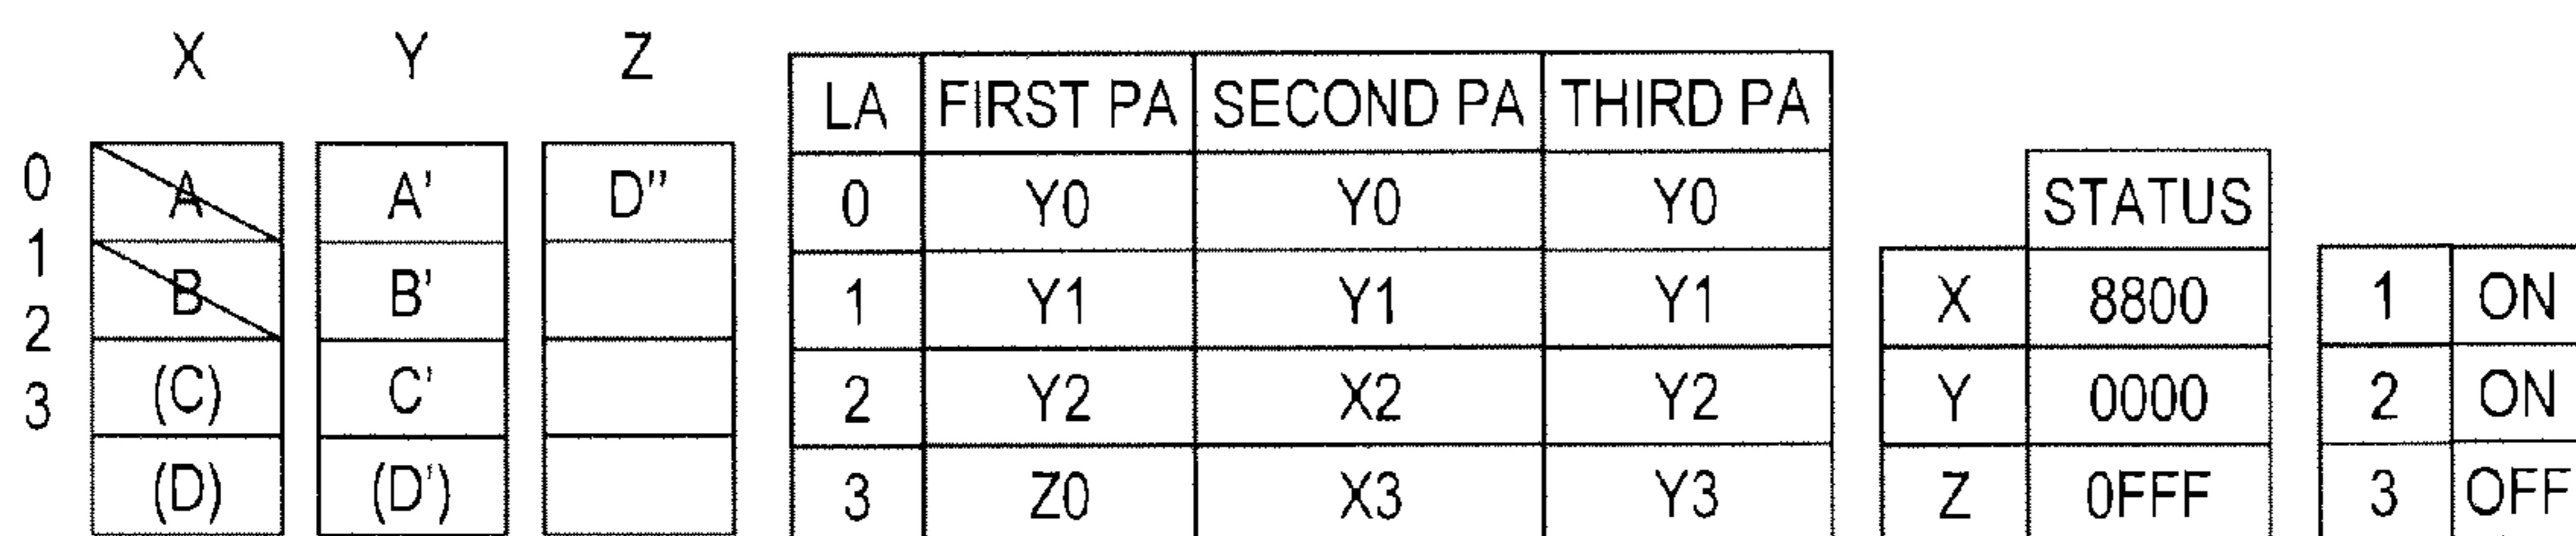 X Y Z
0 A A' D"
1 B B'
2 (C) C'
3 (D) (D')
LA FIRST PA SECOND PA THIRD PA
0 Y0 Y0 Y0
1 Y1 Y1 Y1
2 Y2 X2 Y2
3 Z0 X3 Y3
STATUS
X 8800
Y 0000
Z 0FFF
1 ON
2 ON
3 OFF